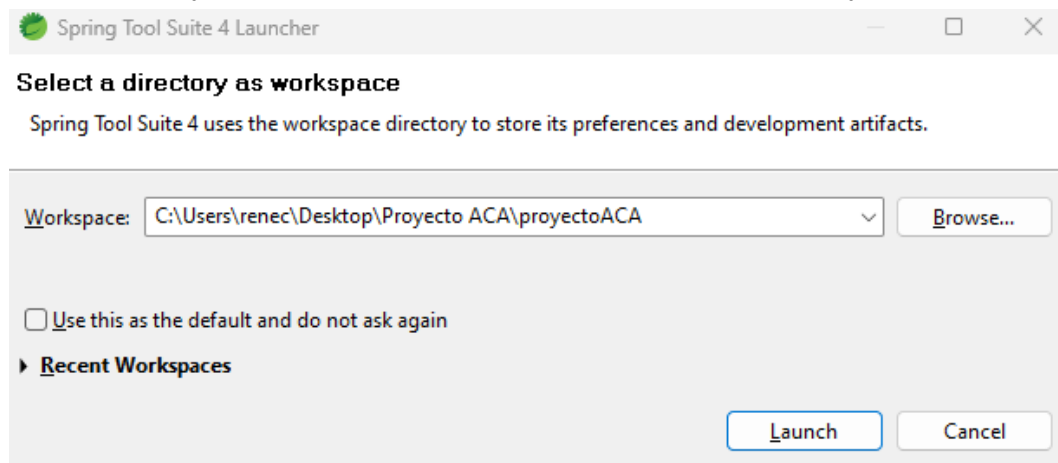 Spring Tool Suite 4 Launcher
Select a directory as workspace
Spring Tool Suite 4 uses the workspace directory to store its preferences and development artifacts.
Workspace: C:\Users\renec\Desktop\Proyecto ACA\proyectoACA Browse...
Use this as the default and do not ask again
Recent Workspaces
Launch Cancel